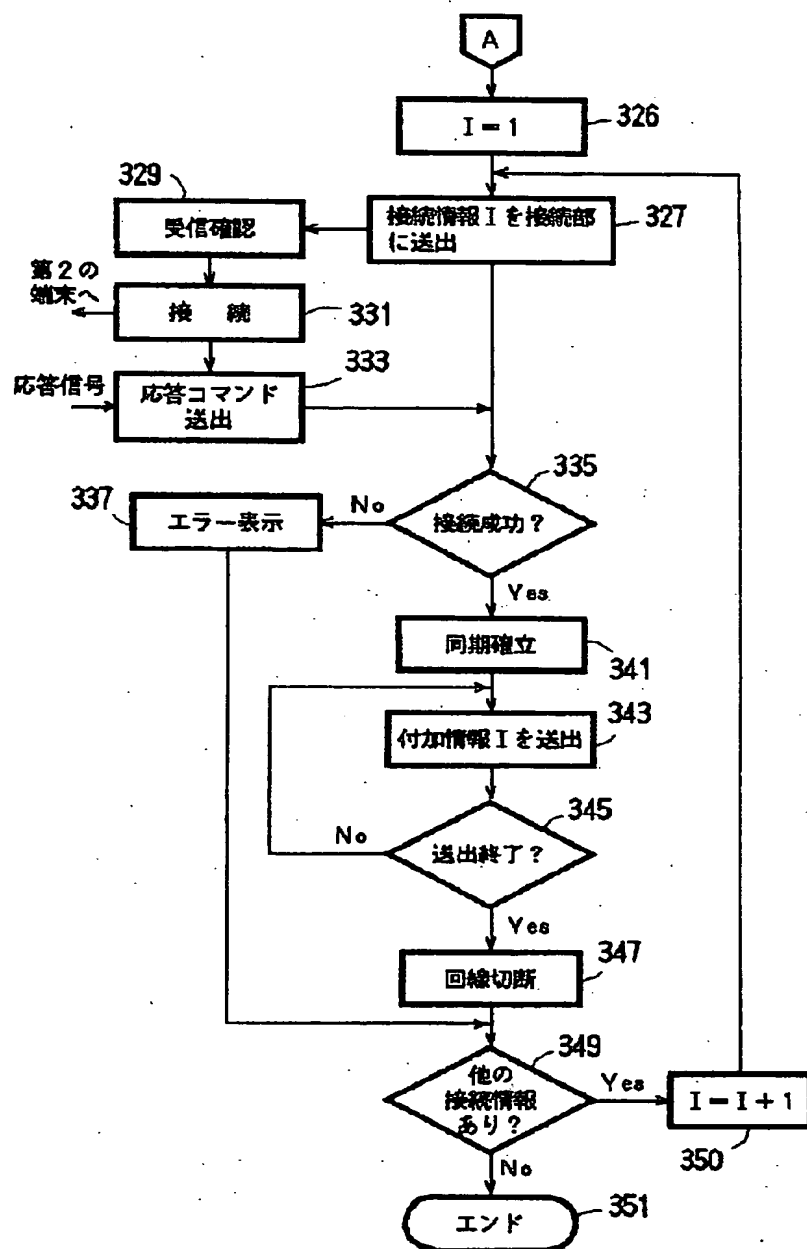 A
I=1
326
329
受信確認
接続情報Iを接続部
に送出
327
第2の
端末へ
接 続
331
333
応答信号
応答コマンド
送出
335
接続成功?
No
337
エラー表示
Yes
同期確立
341
343
付加情報Iを送出
345
送出終了?
No
Yes
回線切断
347
349
他の
接続情報
あり?
Yes
I=I+1
350
No
エンド
351